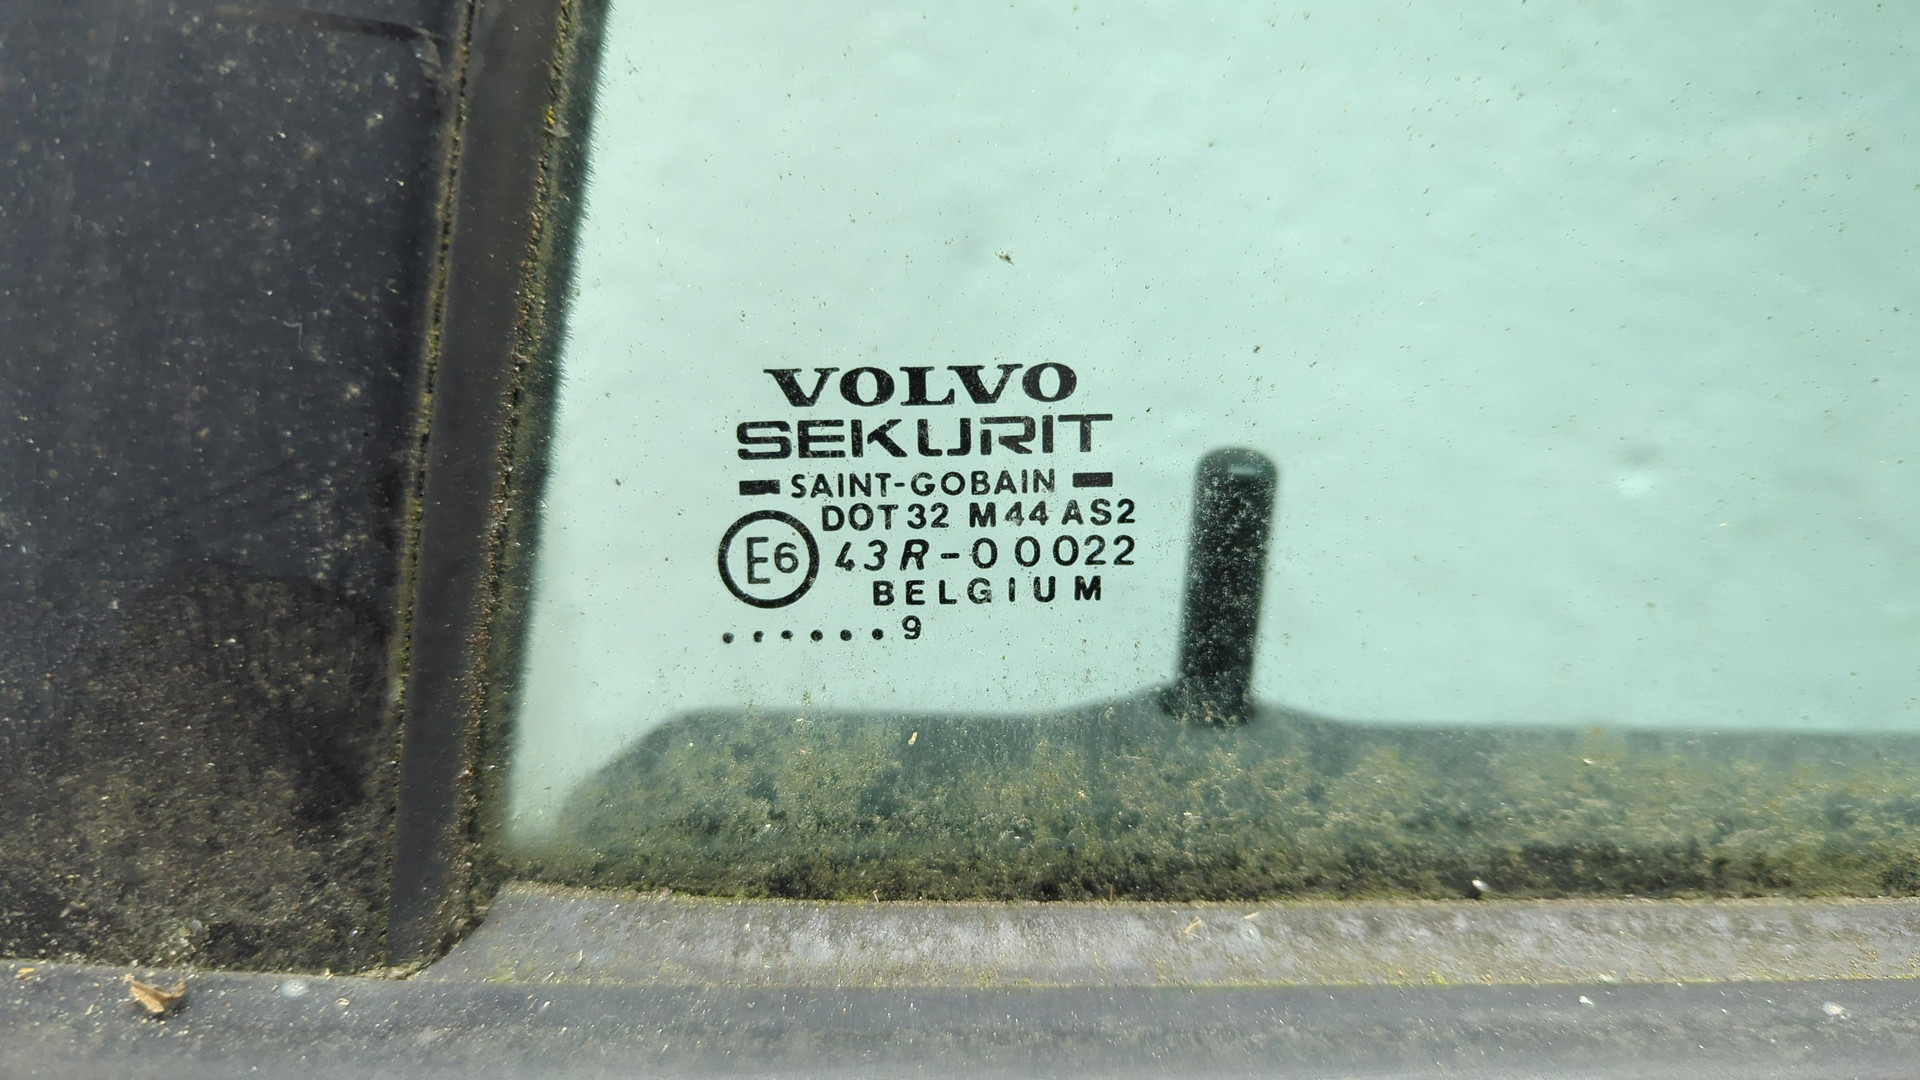 VOLVO
SEKURIT
SAINT-GOBAIN
DOT 32 M44 AS2
E6 43R-00022
BELGIUM
......9